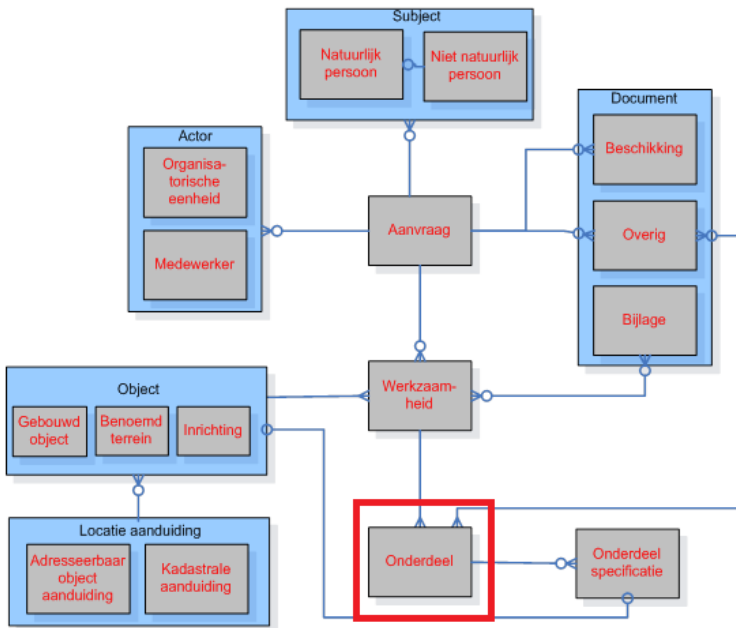 Subject
Natuurlijk
persoon
Niet natuurlijk
persoon
Document
Beschikking
Overig
Bijlage
Actor
Organisa-
torische
eenheid
Medewerker
Aanvraag
Werkzaam-
heid
Object
Gebouwd
object
Benoemd
terrein
Inrichting
Locatie aanduiding
Adresseerbaar
object
aanduiding
Kadastrale
aanduiding
Onderdeel
Onderdeel
specificatie